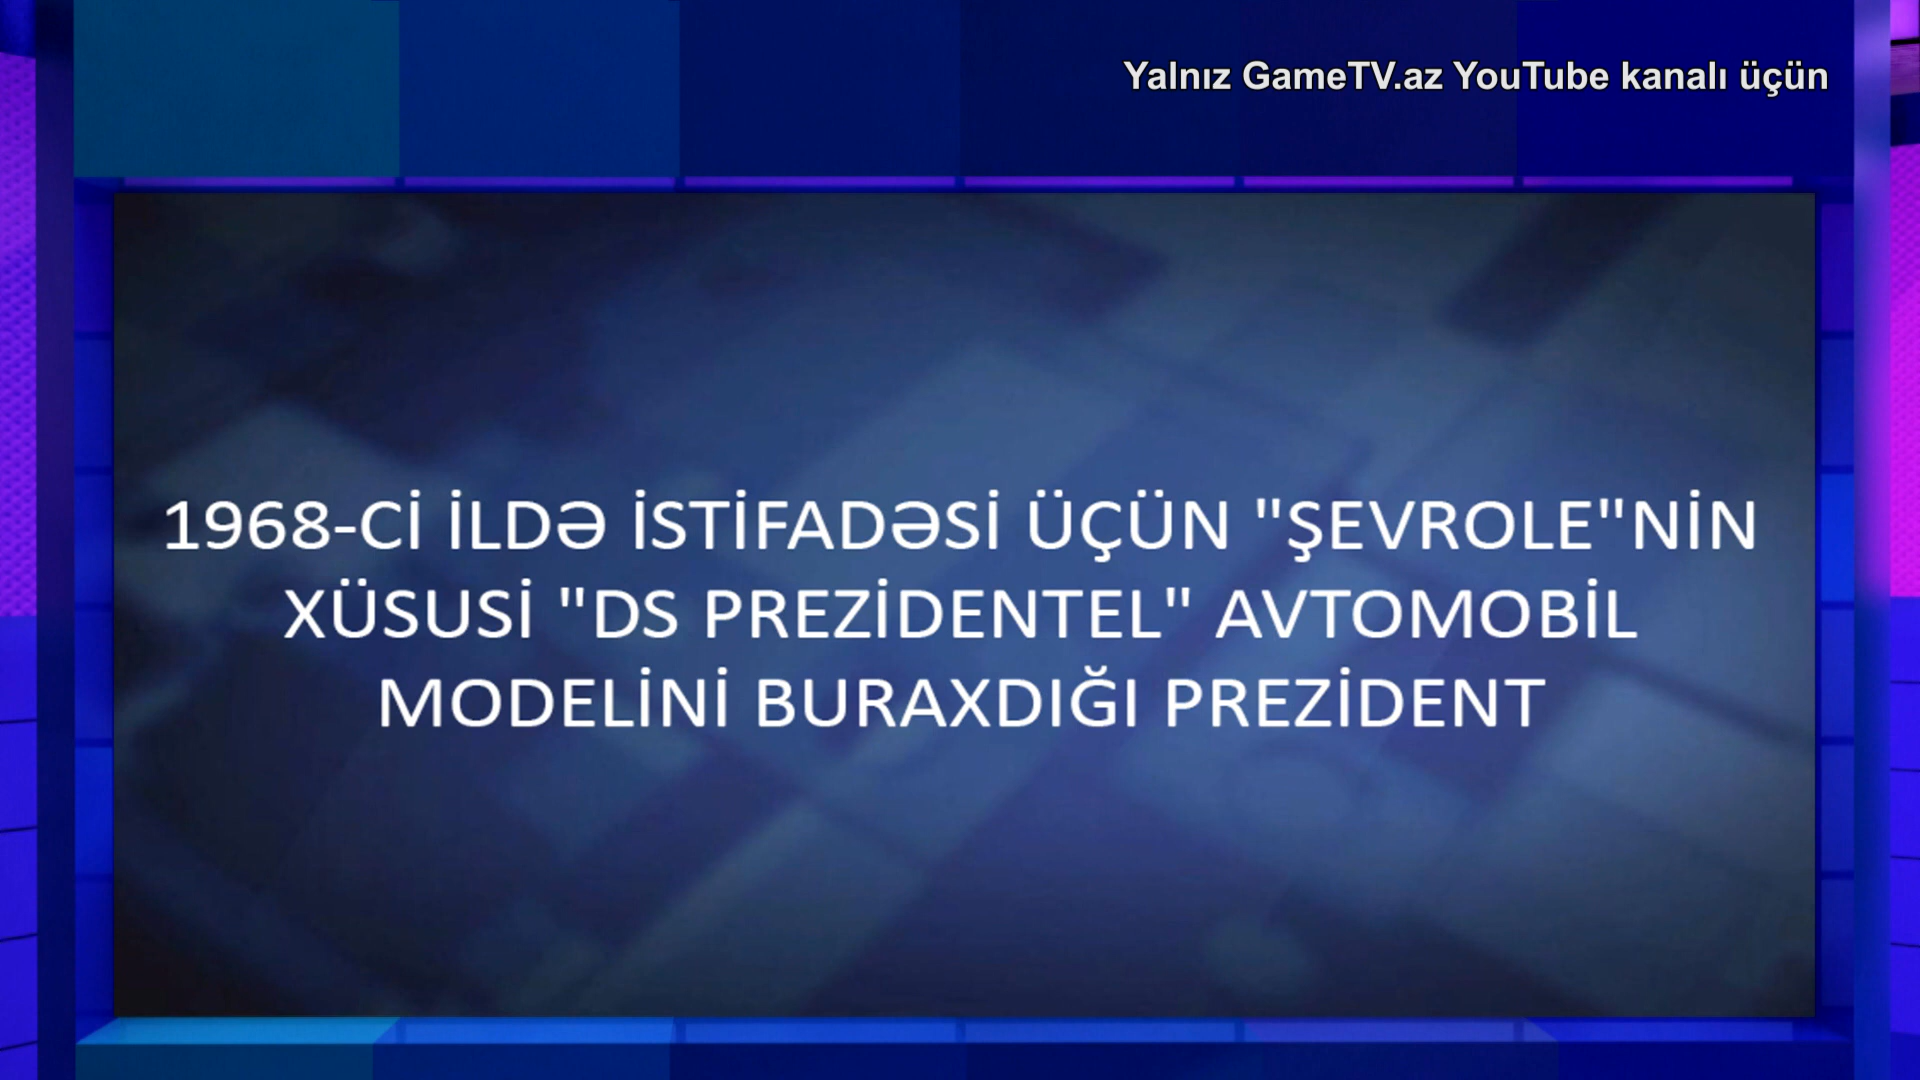 Yalnız GameTV.az YouTube kanalı üçün
1968-Cİ İLDƏ İSTİFADƏSİ ÜÇÜN "ŞEVROLE"NİN
XÜSUSİ "DS PREZİDENTEL" AVTOMOBİL
MODELİNİ BURAXDIĞI PREZİDENT